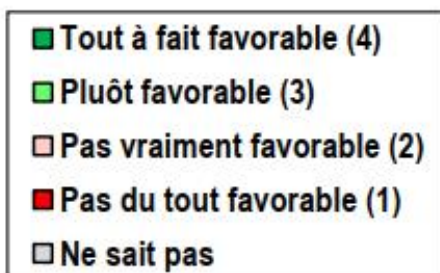 Tout à fait favorable (4)
Pluôt favorable (3)
Pas vraiment favorable (2)
Pas du tout favorable (1)
Ne sait pas